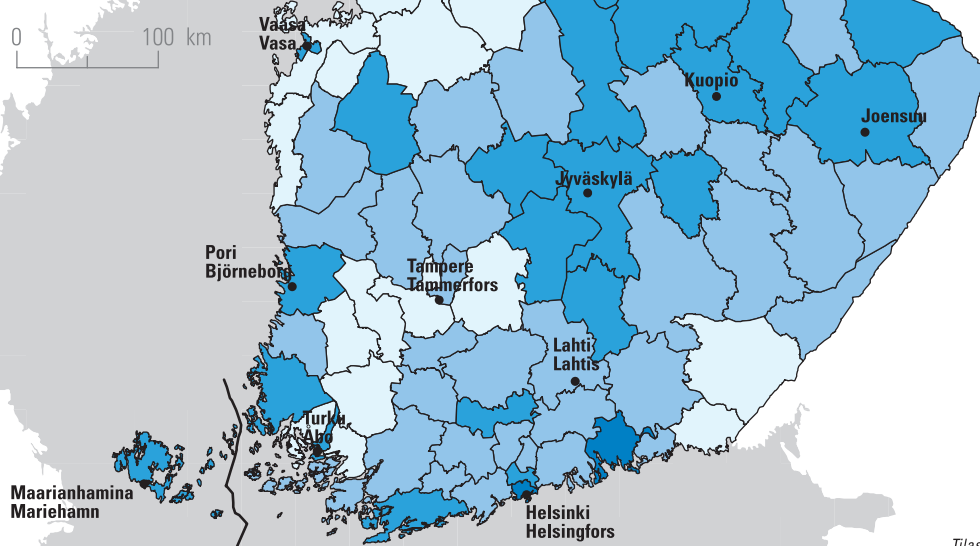 Vaasa
Vasa
0 100 km
Kuopio
Joensuu
Jyväskylä
Pori
Björneborg
Tampere
Tammerfors
Lahti
Lahtis
Turku
Åbo
Maarianhamina
Mariehamn
Helsinki
Helsingfors
Tilas